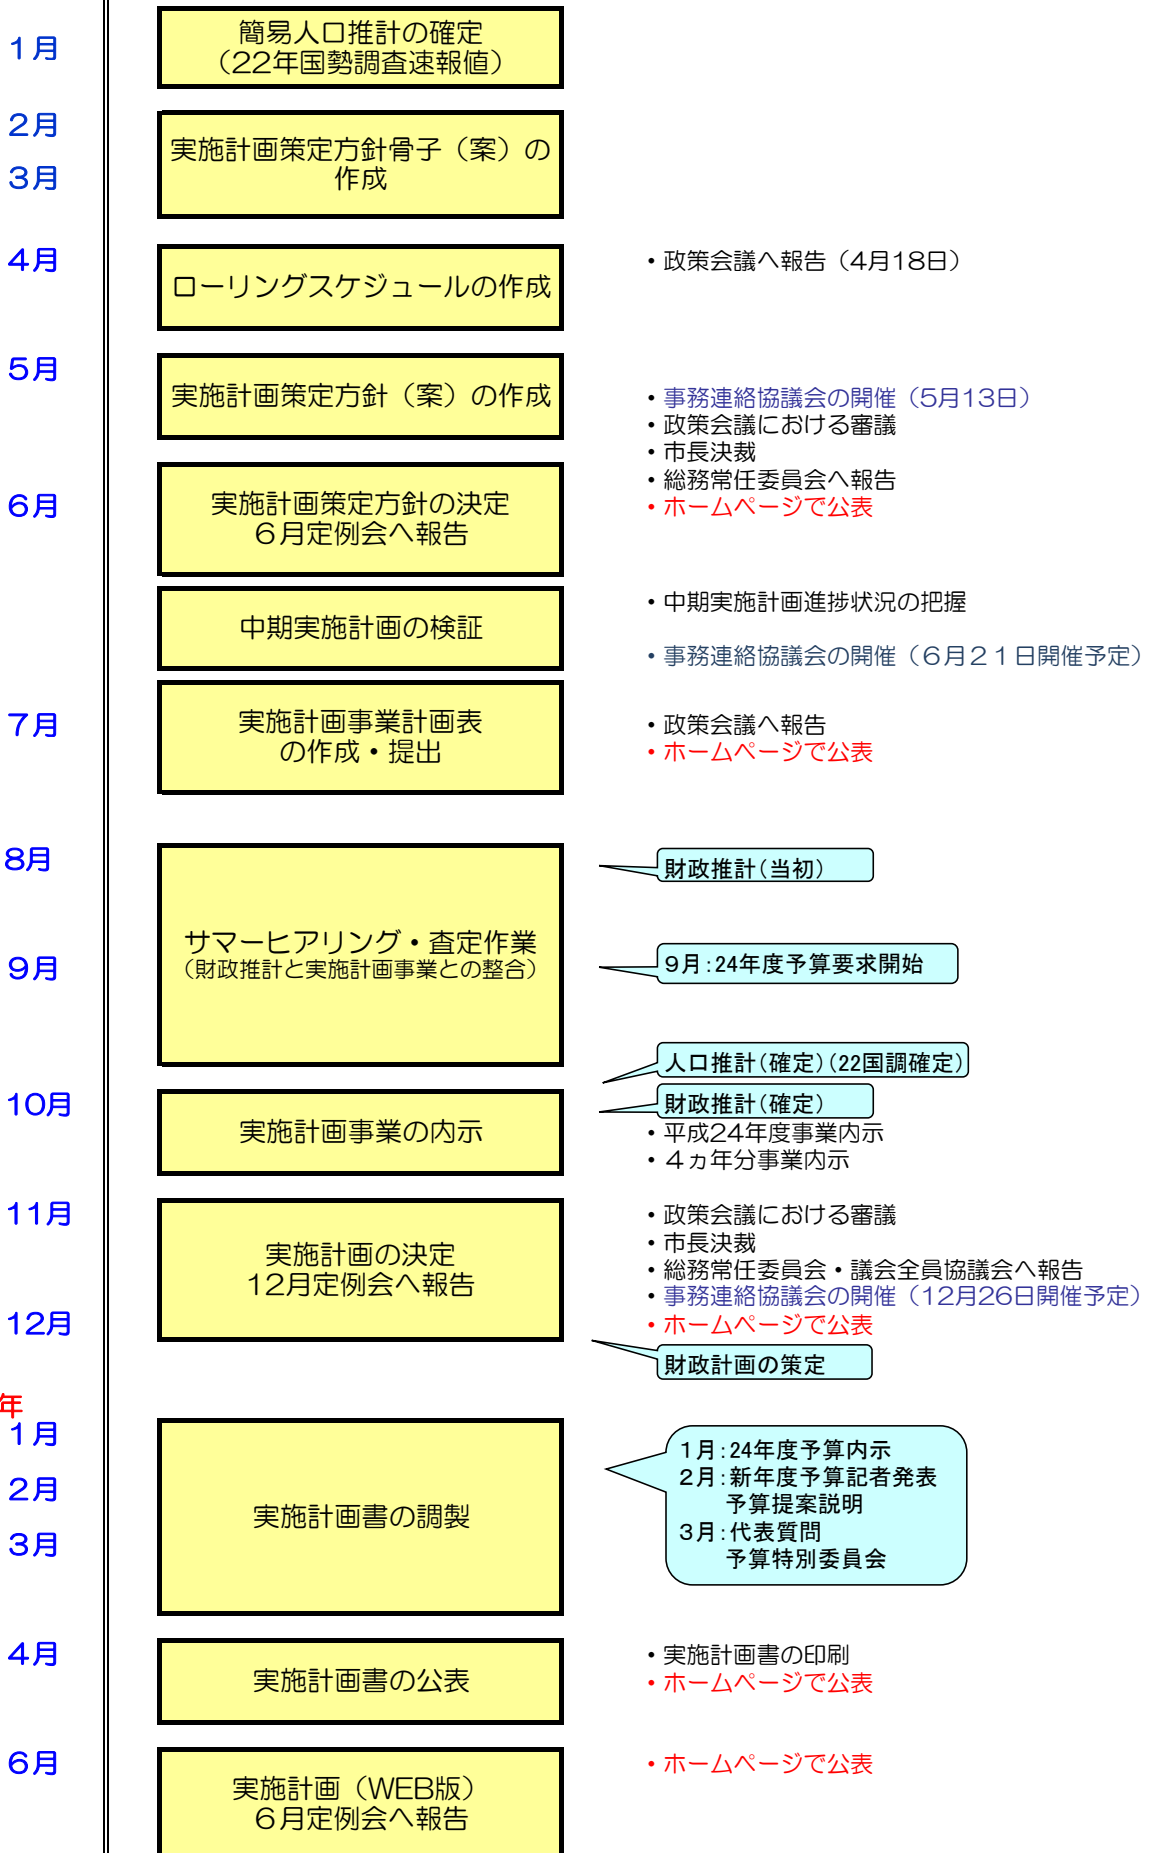 1月
簡易人口推計の確定
（22年国勢調査速報値）
2月
3月
実施計画策定方針骨子（案）の
作成
4月
ローリングスケジュールの作成
・政策会議へ報告（4月18日）
5月
実施計画策定方針（案）の作成
・事務連絡協議会の開催（5月13日）
・政策会議における審議
・市長決裁
・総務常任委員会へ報告
・ホームページで公表
6月
実施計画策定方針の決定
６月定例会へ報告
中期実施計画の検証
・中期実施計画進捗状況の把握
・事務連絡協議会の開催（６月２１日開催予定）
7月
実施計画事業計画表
の作成・提出
・政策会議へ報告
・ホームページで公表
8月
9月
サマーヒアリング・査定作業
（財政推計と実施計画事業との整合）
財政推計（当初）
9月：24年度予算要求開始
人口推計（確定）（22国調確定）
財政推計（確定）
10月
実施計画事業の内示
・平成24年度事業内示
・４ヵ年分事業内示
11月
12月
実施計画の決定
12月定例会へ報告
・政策会議における審議
・市長決裁
・総務常任委員会・議会全員協議会へ報告
・事務連絡協議会の開催（12月26日開催予定）
・ホームページで公表
財政計画の策定
年
1月
2月
3月
実施計画書の調製
1月：24年度予算内示
2月：新年度予算記者発表
予算提案説明
3月：代表質問
予算特別委員会
4月
実施計画書の公表
・実施計画書の印刷
・ホームページで公表
6月
実施計画（WEB版）
６月定例会へ報告
・ホームページで公表